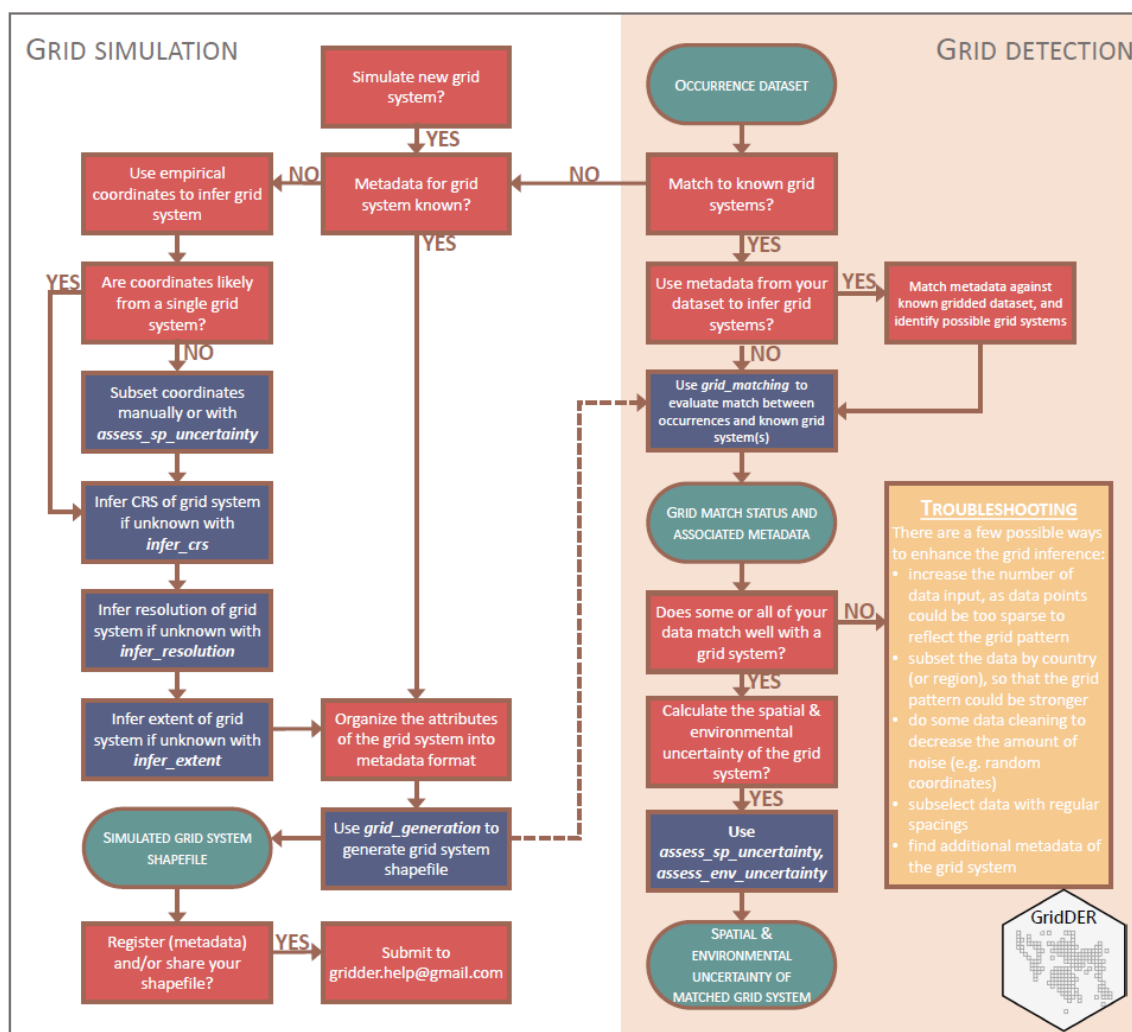 GRID SIMULATION
Simulate new grid
system?
YES
Metadata for grid
system known?
NO
Use empirical
coordinates to infer grid
system
YES
Are coordinates likely
from a single grid
system?
NO
Subset coordinates
manually or with
assess_sp_uncertainty
Infer CRS of grid system
if unknown with
infer_crs
Infer resolution of grid
system if unknown with
infer_resolution
Infer extent of grid
system if unknown with
infer_extent
YES
Organize the attributes
of the grid system into
metadata format
Use grid_generation to
generate grid system
shapefile
SIMULATED GRID SYSTEM
SHAPEFILE
Register (metadata)
and/or share your
shapefile?
YES
Submit to
gridder.help@gmail.com
GRID DETECTION
OCCURRENCE DATASET
Match to known grid
systems?
NO
YES
Use metadata from your
dataset to infer grid
systems?
YES
Match metadata against
known gridded dataset, and
identify possible grid systems
NO
Use grid_matching to
evaluate match between
occurrences and known grid
system(s)
GRID MATCH STATUS AND
ASSOCIATED METADATA
Does some or all of your
data match well with a
grid system?
NO
YES
Calculate the spatial &
environmental
uncertainty of the grid
system?
YES
Use
assess_sp_uncertainty,
assess_env_uncertainty
SPATIAL &
ENVIRONMENTAL
UNCERTAINTY OF
MATCHED GRID SYSTEM
TROUBLESHOOTING
There are a few possible ways
to enhance the grid inference:
• increase the number of
data input, as data points
could be too sparse to
reflect the grid pattern
• subset the data by country
(or region), so that the grid
pattern could be stronger
• do some data cleaning to
decrease the amount of
noise (e.g. random
coordinates)
• subselect data with regular
spacings
• find additional metadata of
the grid system
GridDER